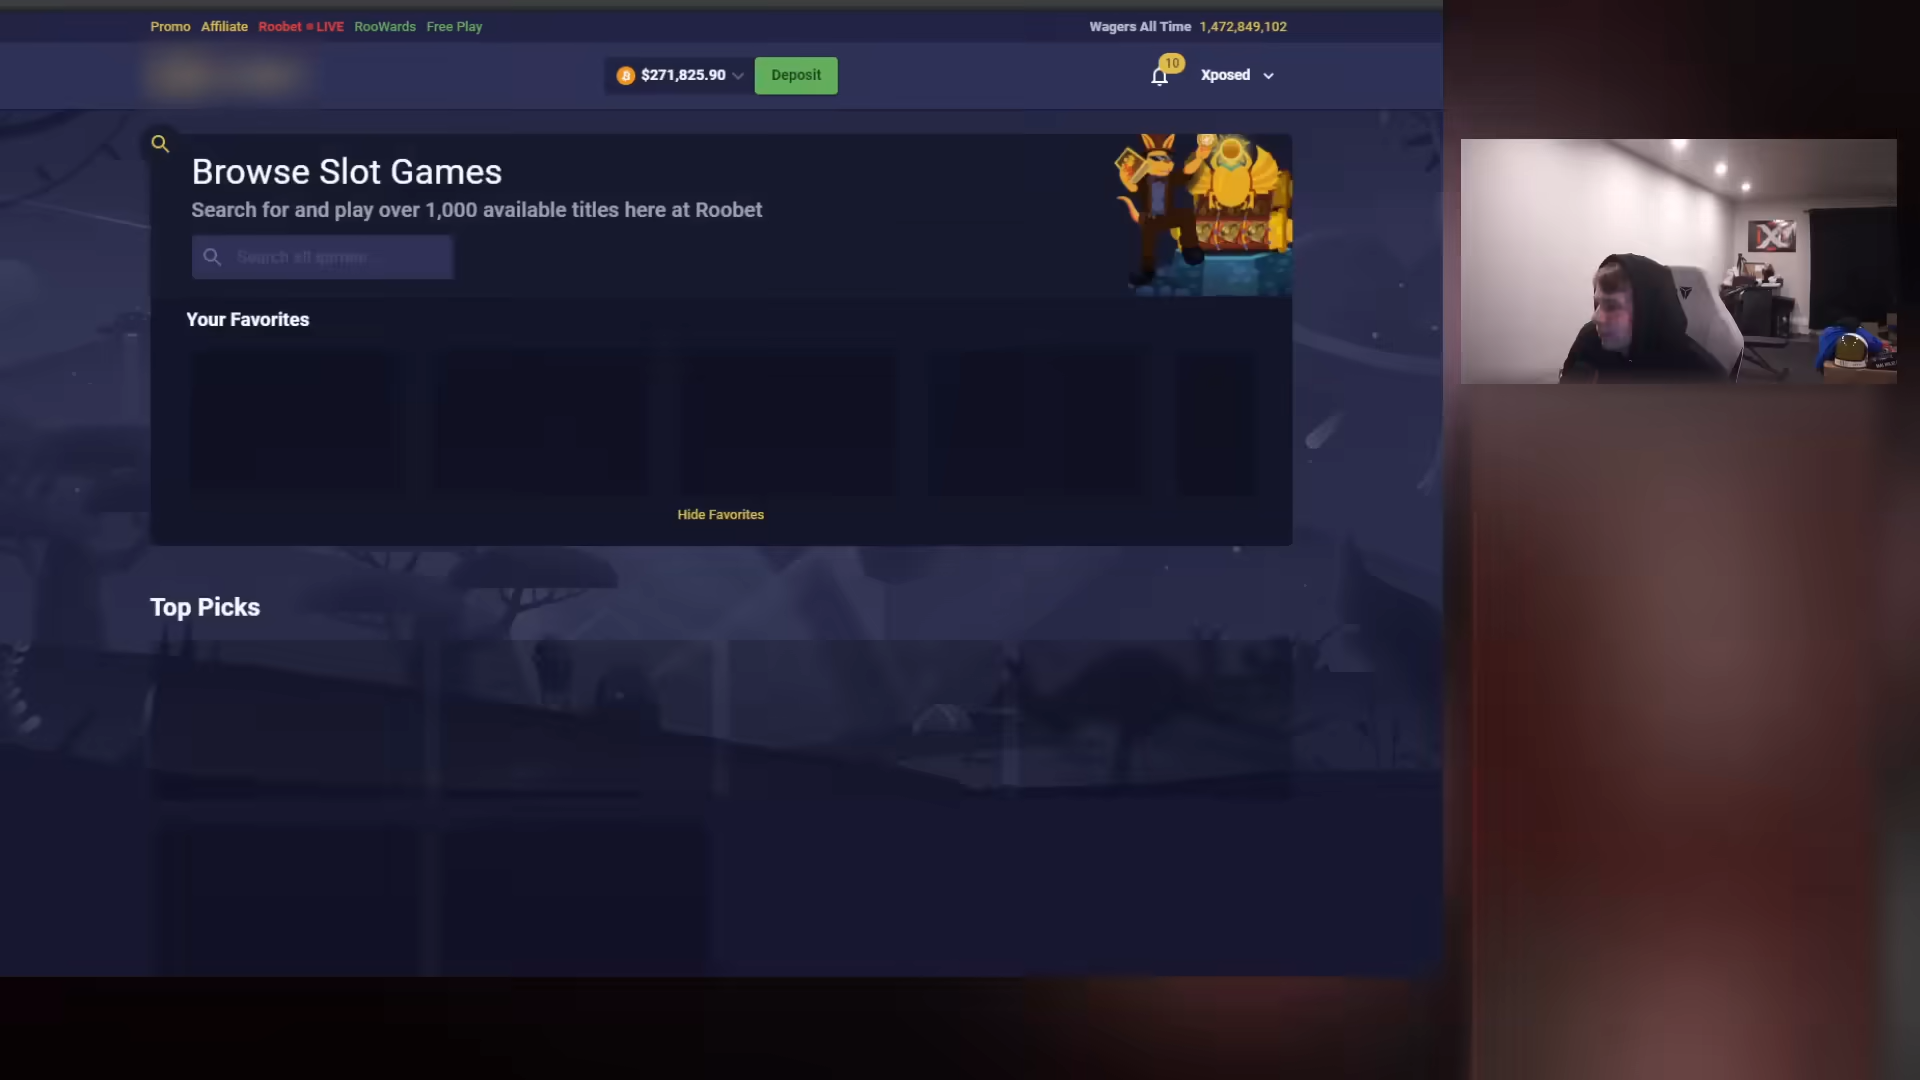 Promo Affiliate Roobet LIVE RooWards Free Play
Wagers All Time 1,472,849,102
$271,825.90 Deposit
10
Xposed
Browse Slot Games
Search for and play over 1,000 available titles here at Roobet
Search all
Your Favorites
Hide Favorites
Top Picks